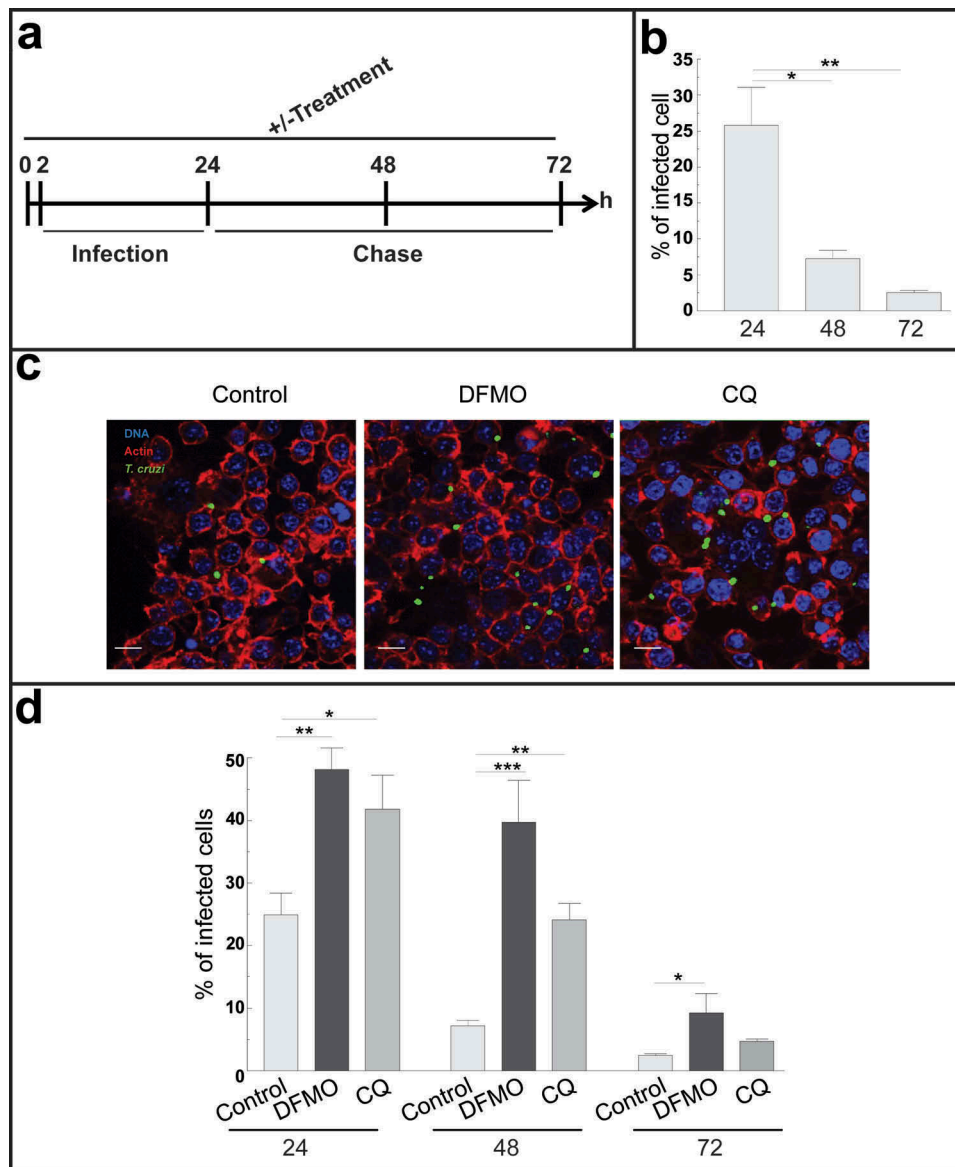 a
+/-Treatment
0 2 24 48 72
h
Infection Chase
b
**
*
% of infected cell
35
30
25
20
15
10
5
0
24 48 72
c
Control DFMO CQ
DNA
Actin
T. cruzi
d
*
**
**
***
*
% of infected cells
50
40
30
20
10
0
Control DFMO CQ Control DFMO CQ Control DFMO CQ
24 48 72